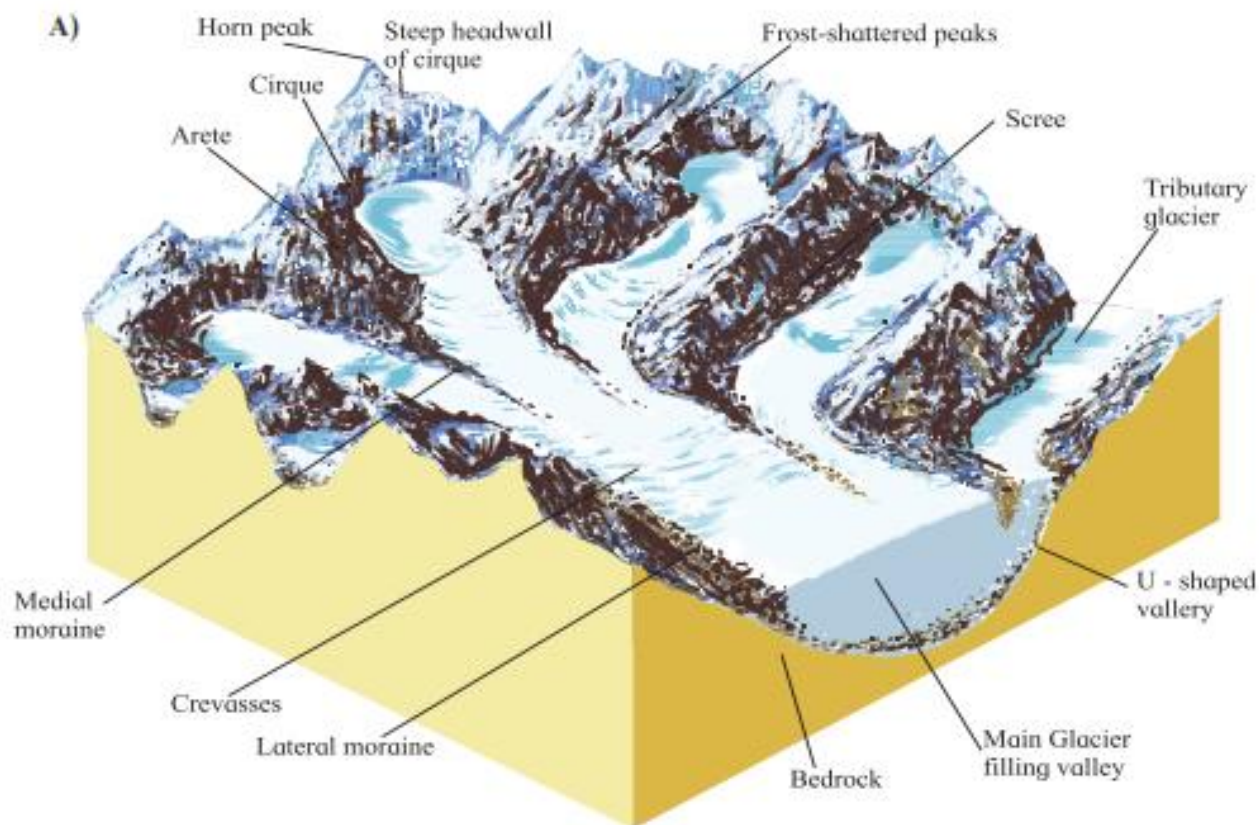 A)
Horn peak
Steep headwall
of cirque
Frost-shattered peaks
Cirque
Scree
Arete
Tributary
glacier
Medial
moraine
U - shaped
vallery
Crevasses
Lateral moraine
Main Glacier
filling valley
Bedrock